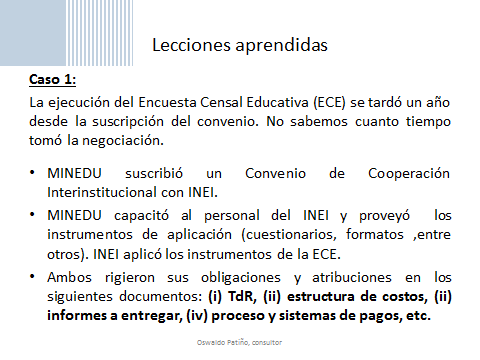 Lecciones aprendidas
Caso 1:
La ejecución del Encuesta Censal Educativa (ECE) se tardó un año
desde la suscripción del convenio. No sabemos cuanto tiempo
tomó la negociación.
• MINEDU suscribió un Convenio de Cooperación
Interinstitucional con INEI.
• MINEDU capacitó al personal del INEI y proveyó los
instrumentos de aplicación (cuestionarios, formatos ,entre
otros). INEI aplicó los instrumentos de la ECE.
• Ambos rigieron sus obligaciones y atribuciones en los
siguientes documentos: (i) TdR, (ii) estructura de costos, (ii)
informes a entregar, (iv) proceso y sistemas de pagos, etc.
Oswaldo Patiño, consultor